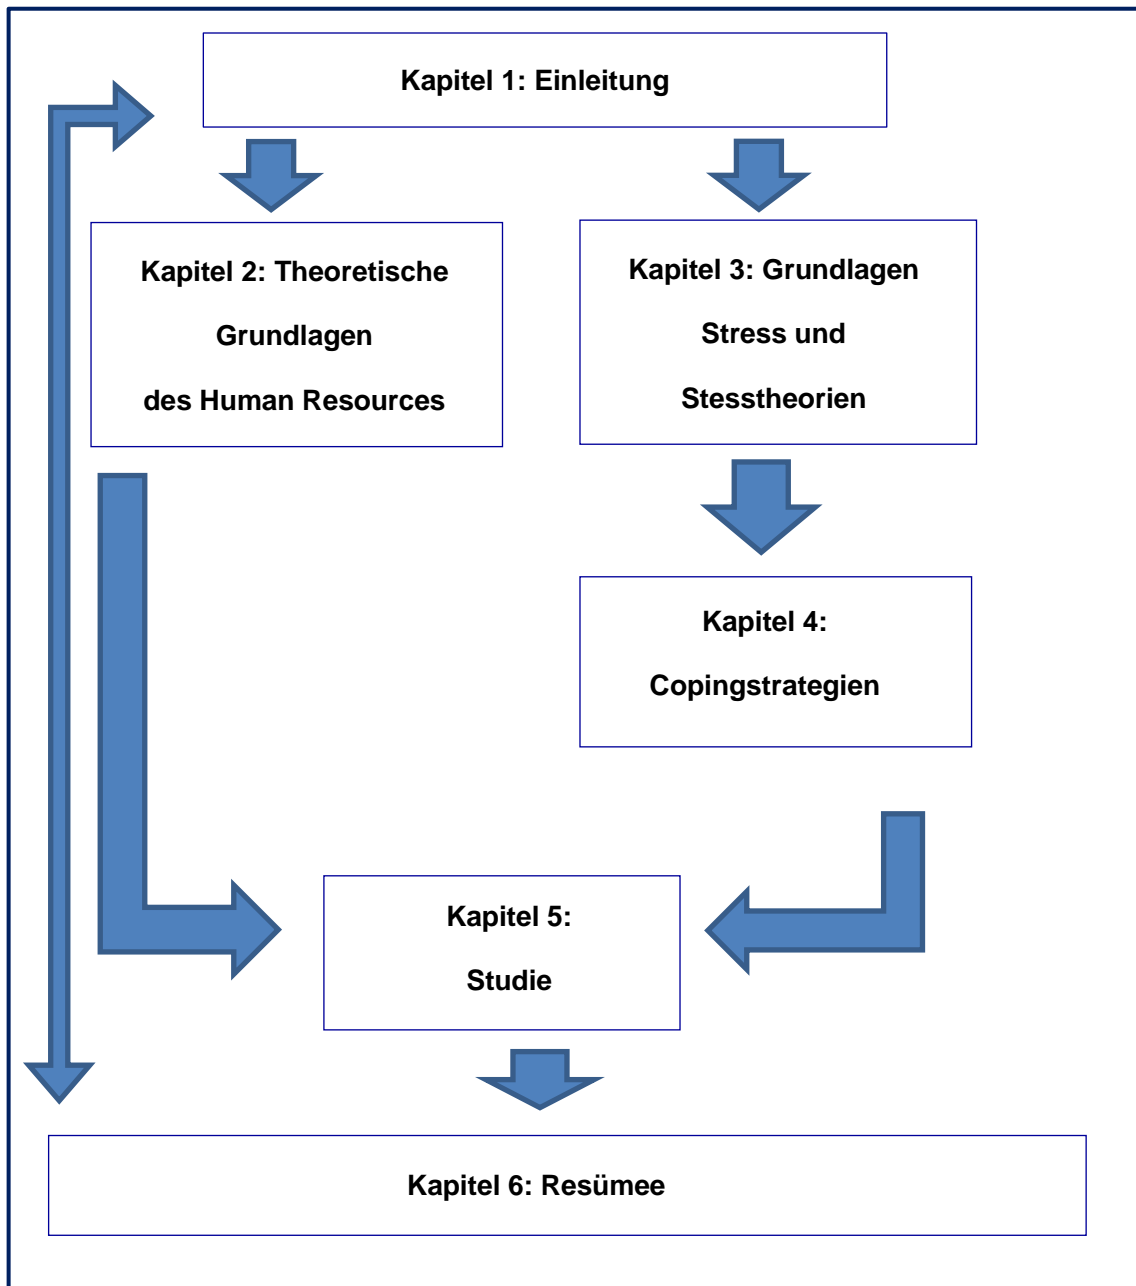 Kapitel 1: Einleitung
Kapitel 2: Theoretische
Grundlagen
des Human Resources
Kapitel 3: Grundlagen
Stress und
Stesstheorien
Kapitel 4:
Copingstrategien
Kapitel 5:
Studie
Kapitel 6: Resümee